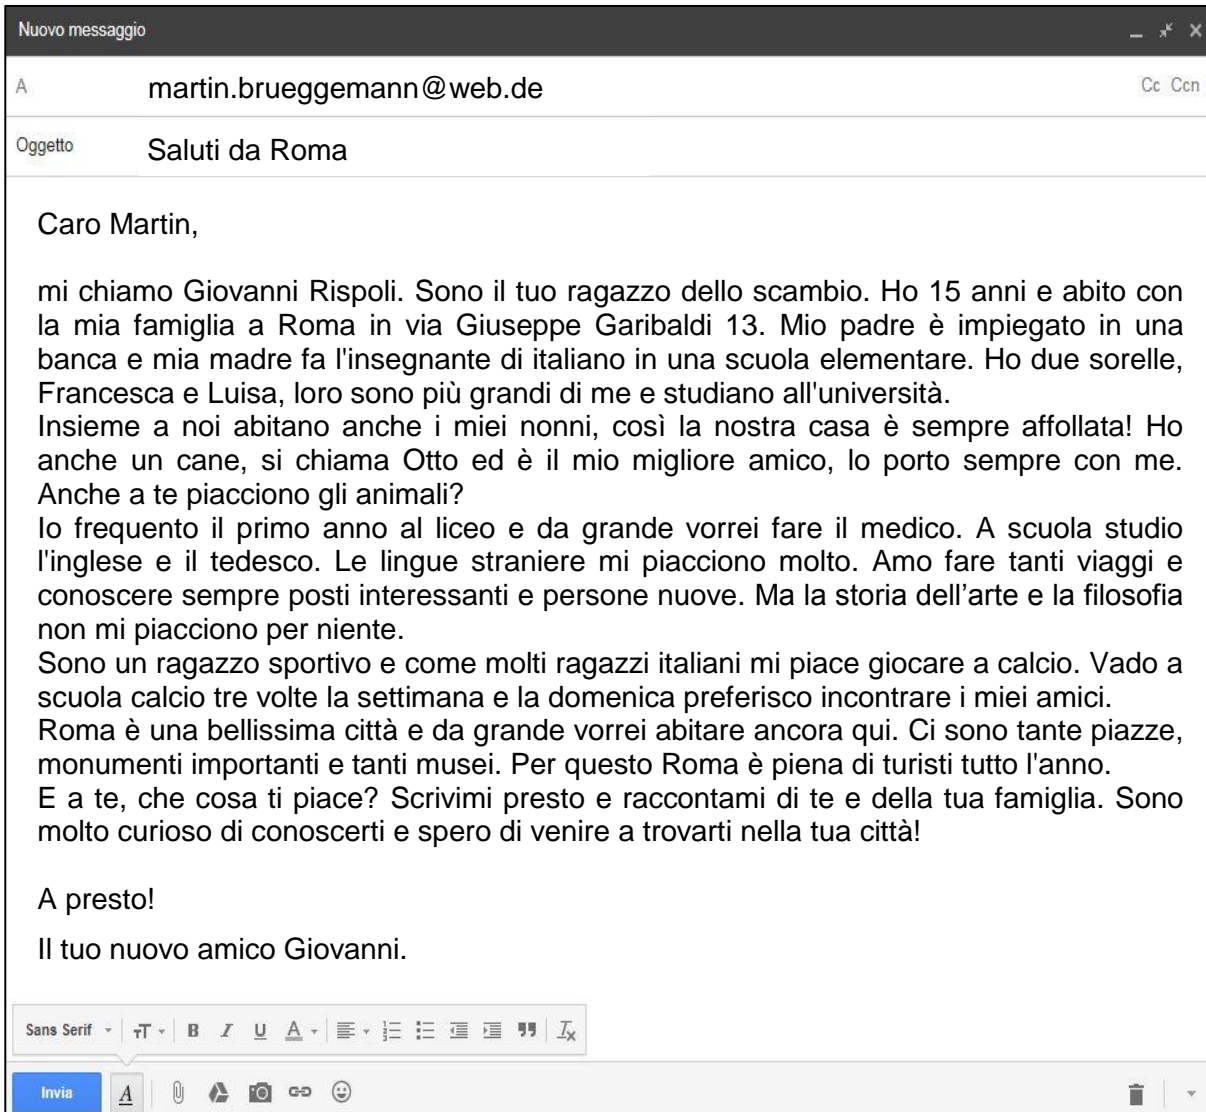 Nuovo messaggio
A martin.brueggemann@web.de Cc Ccn
Oggetto Saluti da Roma
Caro Martin,
mi chiamo Giovanni Rispoli. Sono il tuo ragazzo dello scambio. Ho 15 anni e abito con
la mia famiglia a Roma in via Giuseppe Garibaldi 13. Mio padre è impiegato in una
banca e mia madre fa l'insegnante di italiano in una scuola elementare. Ho due sorelle,
Francesca e Luisa, loro sono più grandi di me e studiano all'università.
Insieme a noi abitano anche i miei nonni, così la nostra casa è sempre affollata! Ho
anche un cane, si chiama Otto ed è il mio migliore amico, lo porto sempre con me.
Anche a te piacciono gli animali?
Io frequento il primo anno al liceo e da grande vorrei fare il medico. A scuola studio
l'inglese e il tedesco. Le lingue straniere mi piacciono molto. Amo fare tanti viaggi e
conoscere sempre posti interessanti e persone nuove. Ma la storia dell’arte e la filosofia
non mi piacciono per niente.
Sono un ragazzo sportivo e come molti ragazzi italiani mi piace giocare a calcio. Vado a
scuola calcio tre volte la settimana e la domenica preferisco incontrare i miei amici.
Roma è una bellissima città e da grande vorrei abitare ancora qui. Ci sono tante piazze,
monumenti importanti e tanti musei. Per questo Roma è piena di turisti tutto l'anno.
E a te, che cosa ti piace? Scrivimi presto e raccontami di te e della tua famiglia. Sono
molto curioso di conoscerti e spero di venire a trovarti nella tua città!
A presto!
Il tuo nuovo amico Giovanni.
Sans Serif TT B I U A Tx
Invia A